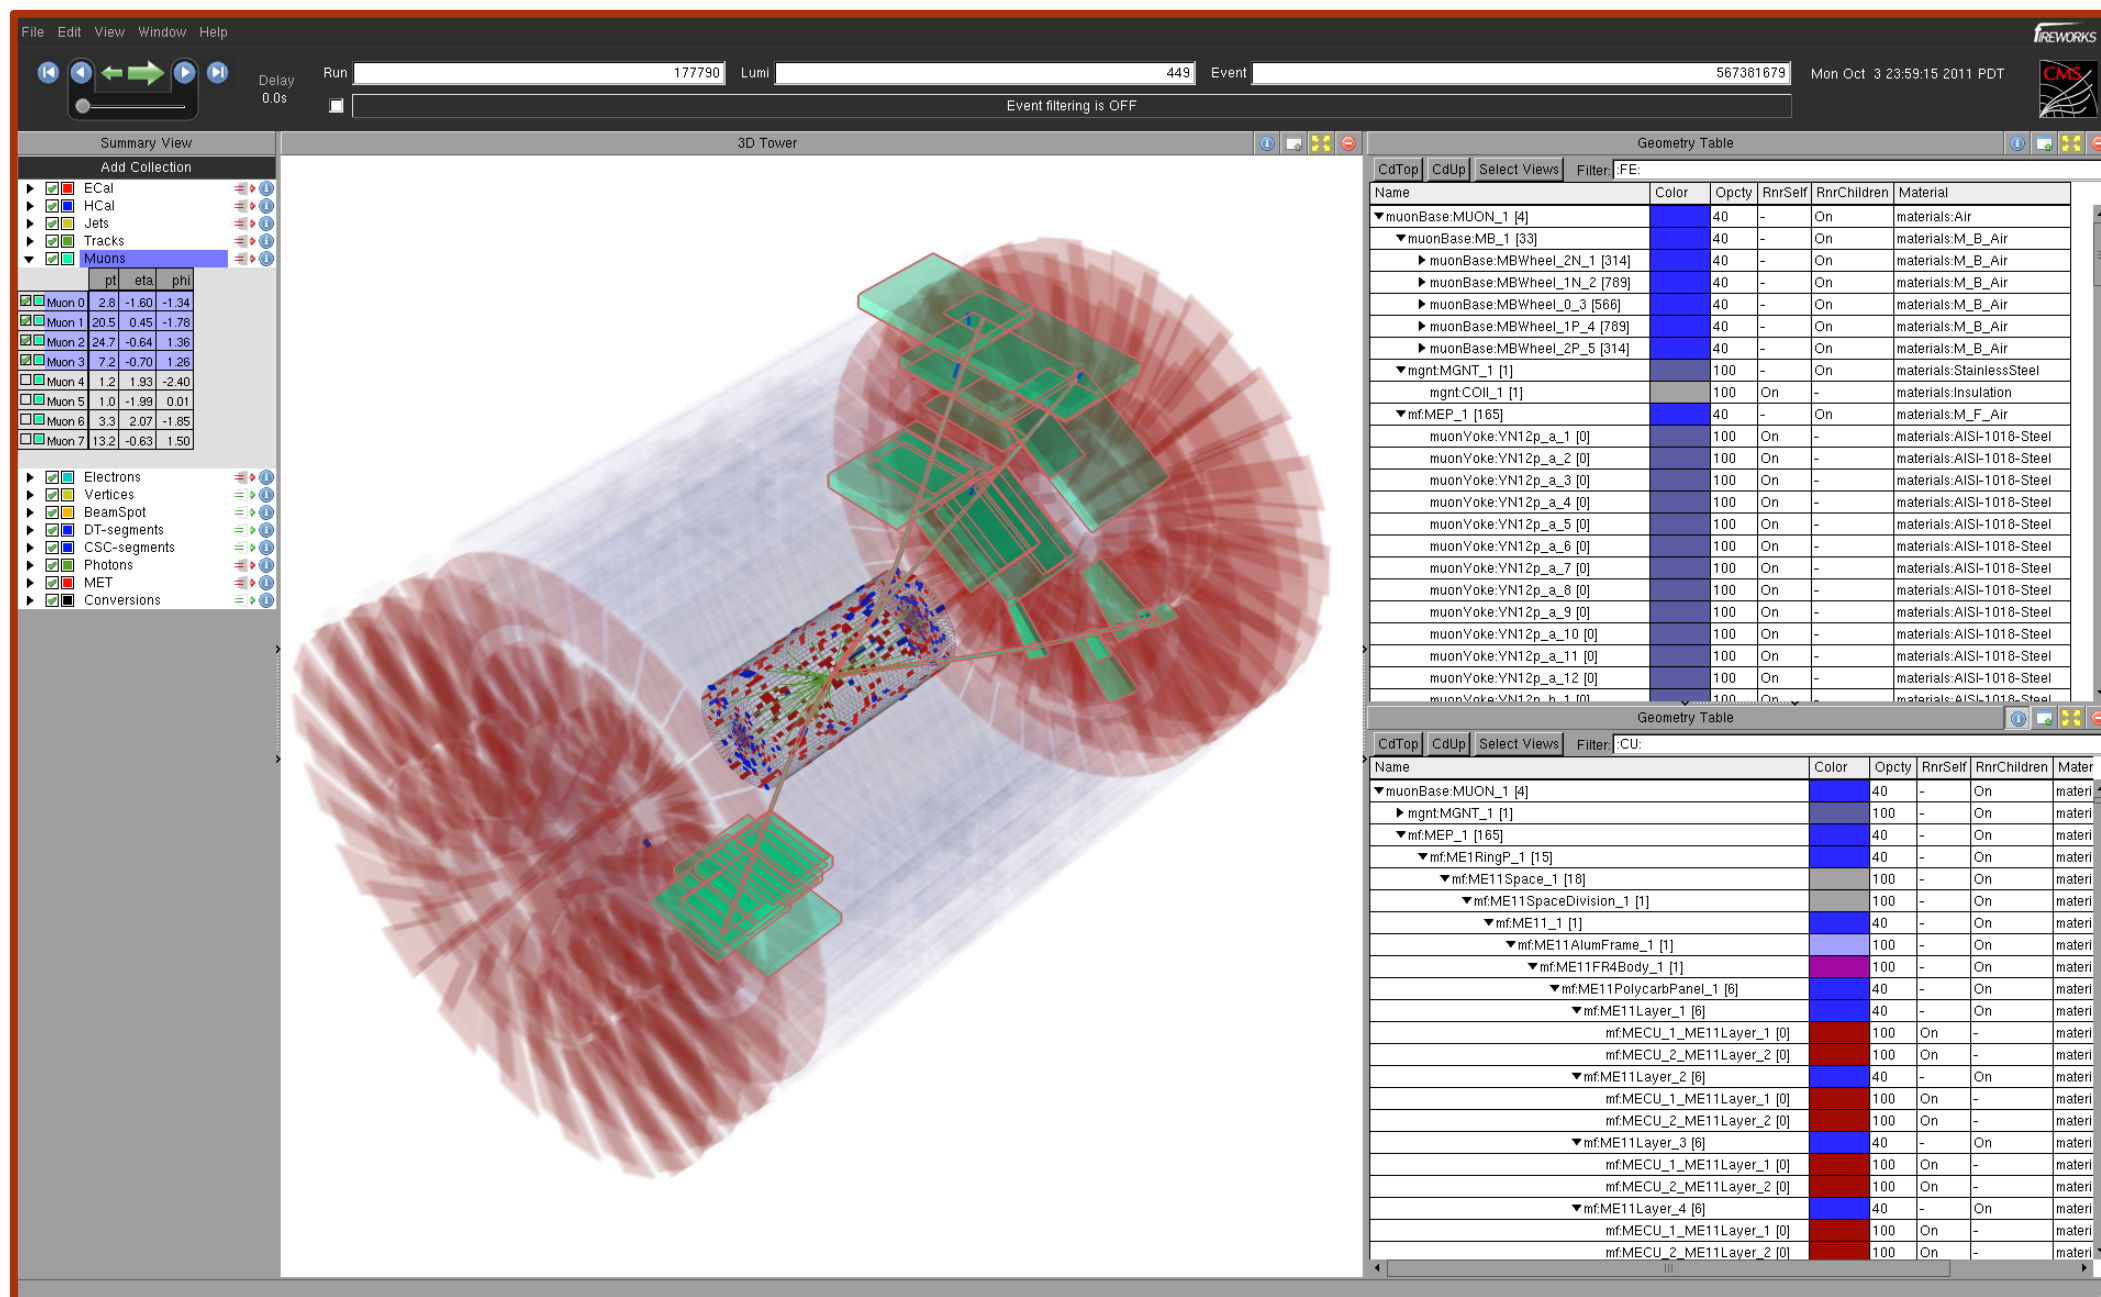 File Edit View Window Help
FIREWORKS
Delay
0.0s
Run 177790 Lumi 449 Event 567381679 Mon Oct 3 23:59:15 2011 PDT
CMS
Event filtering is OFF
Summary View
Add Collection
ECal
HCal
Jets
Tracks
Muons
pt eta phi
Muon 0 2.8 -1.60 -1.34
Muon 1 20.5 0.45 -1.78
Muon 2 24.7 -0.64 1.36
Muon 3 7.2 -0.70 1.26
Muon 4 1.2 1.93 -2.40
Muon 5 1.0 -1.99 0.01
Muon 6 3.3 2.07 -1.85
Muon 7 13.2 -0.63 1.50
Electrons
Vertices
BeamSpot
DT-segments
CSC-segments
Photons
MET
Conversions
3D Tower
Geometry Table
CdTop CdUp Select Views Filter: :FE:
Name Color Opcty RnrSelf RnrChildren Material
muonBase:MUON_1 [4] 40 - On materials:Air
muonBase:MB_1 [33] 40 - On materials:M_B_Air
muonBase:MBWheel_2N_1 [314] 40 - On materials:M_B_Air
muonBase:MBWheel_1N_2 [789] 40 - On materials:M_B_Air
muonBase:MBWheel_0_3 [566] 40 - On materials:M_B_Air
muonBase:MBWheel_1P_4 [789] 40 - On materials:M_B_Air
muonBase:MBWheel_2P_5 [314] 40 - On materials:M_B_Air
mgnt:MGNT_1 [1] 100 - On materials:StainlessSteel
mgnt:COIL_1 [1] 100 On - materials:Insulation
mf:MEP_1 [165] 40 - On materials:M_F_Air
muonYoke:YN12p_a_1 [0] 100 On - materials:AISI-1018-Steel
muonYoke:YN12p_a_2 [0] 100 On - materials:AISI-1018-Steel
muonYoke:YN12p_a_3 [0] 100 On - materials:AISI-1018-Steel
muonYoke:YN12p_a_4 [0] 100 On - materials:AISI-1018-Steel
muonYoke:YN12p_a_5 [0] 100 On - materials:AISI-1018-Steel
muonYoke:YN12p_a_6 [0] 100 On - materials:AISI-1018-Steel
muonYoke:YN12p_a_7 [0] 100 On - materials:AISI-1018-Steel
muonYoke:YN12p_a_8 [0] 100 On - materials:AISI-1018-Steel
muonYoke:YN12p_a_9 [0] 100 On - materials:AISI-1018-Steel
muonYoke:YN12p_a_10 [0] 100 On - materials:AISI-1018-Steel
muonYoke:YN12p_a_11 [0] 100 On - materials:AISI-1018-Steel
muonYoke:YN12p_a_12 [0] 100 On - materials:AISI-1018-Steel
muonYoke:YN12p_b_1 [0] 100 On - materials:AISI-1018-Steel
Geometry Table
CdTop CdUp Select Views Filter: :CU:
Name Color Opcty RnrSelf RnrChildren Mater
muonBase:MUON_1 [4] 40 - On materi
mgnt:MGNT_1 [1] 100 - On materi
mf:MEP_1 [165] 40 - On materi
mf:ME1RingP_1 [15] 40 - On materi
mf:ME11Space_1 [18] 100 - On materi
mf:ME11SpaceDivision_1 [1] 100 - On materi
mf:ME11_1 [1] 40 - On materi
mf:ME11AlumFrame_1 [1] 100 - On materi
mf:ME11FR4Body_1 [1] 100 - On materi
mf:ME11PolycarbPanel_1 [6] 40 - On materi
mf:ME11Layer_1 [6] 40 - On materi
mf:MECU_1_ME11Layer_1 [0] 100 On - materi
mf:MECU_2_ME11Layer_2 [0] 100 On - materi
mf:ME11Layer_2 [6] 40 - On materi
mf:MECU_1_ME11Layer_1 [0] 100 On - materi
mf:MECU_2_ME11Layer_2 [0] 100 On - materi
mf:ME11Layer_3 [6] 40 - On materi
mf:MECU_1_ME11Layer_1 [0] 100 On - materi
mf:MECU_2_ME11Layer_2 [0] 100 On - materi
mf:ME11Layer_4 [6] 40 - On materi
mf:MECU_1_ME11Layer_1 [0] 100 On - materi
mf:MECU_2_ME11Layer_2 [0] 100 On - materi